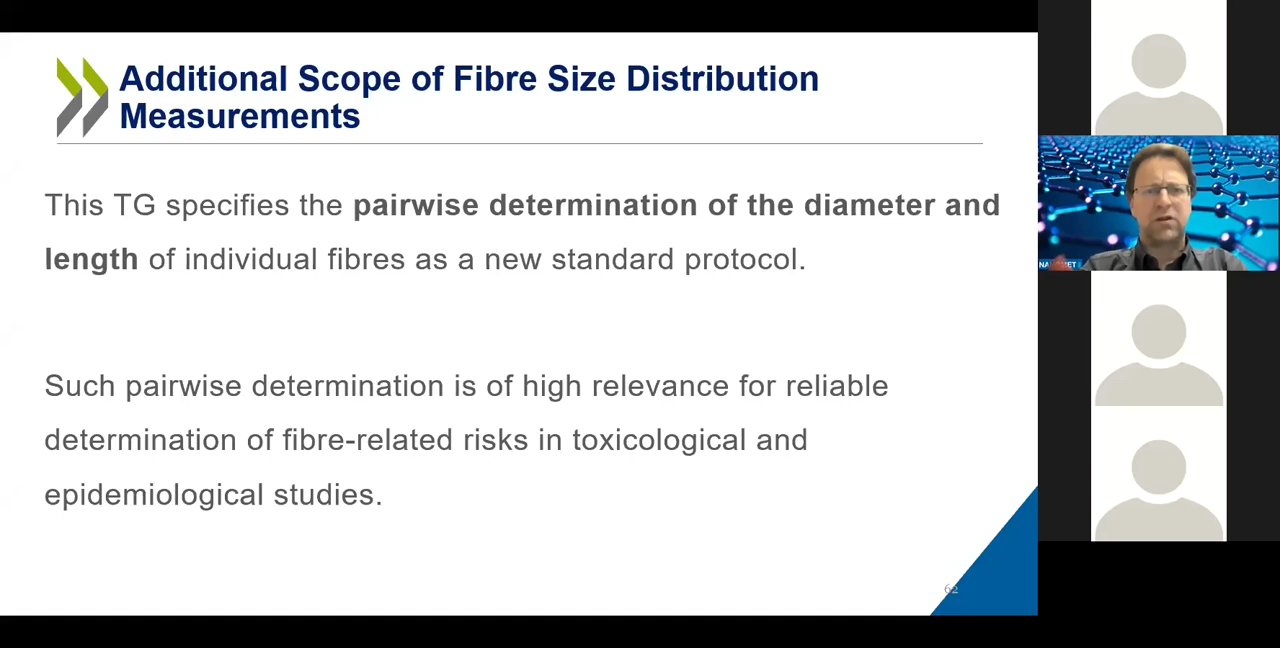 Additional Scope of Fibre Size Distribution
Measurements
This TG specifies the pairwise determination of the diameter and
length of individual fibres as a new standard protocol.
Such pairwise determination is of high relevance for reliable
determination of fibre-related risks in toxicological and
epidemiological studies.
62